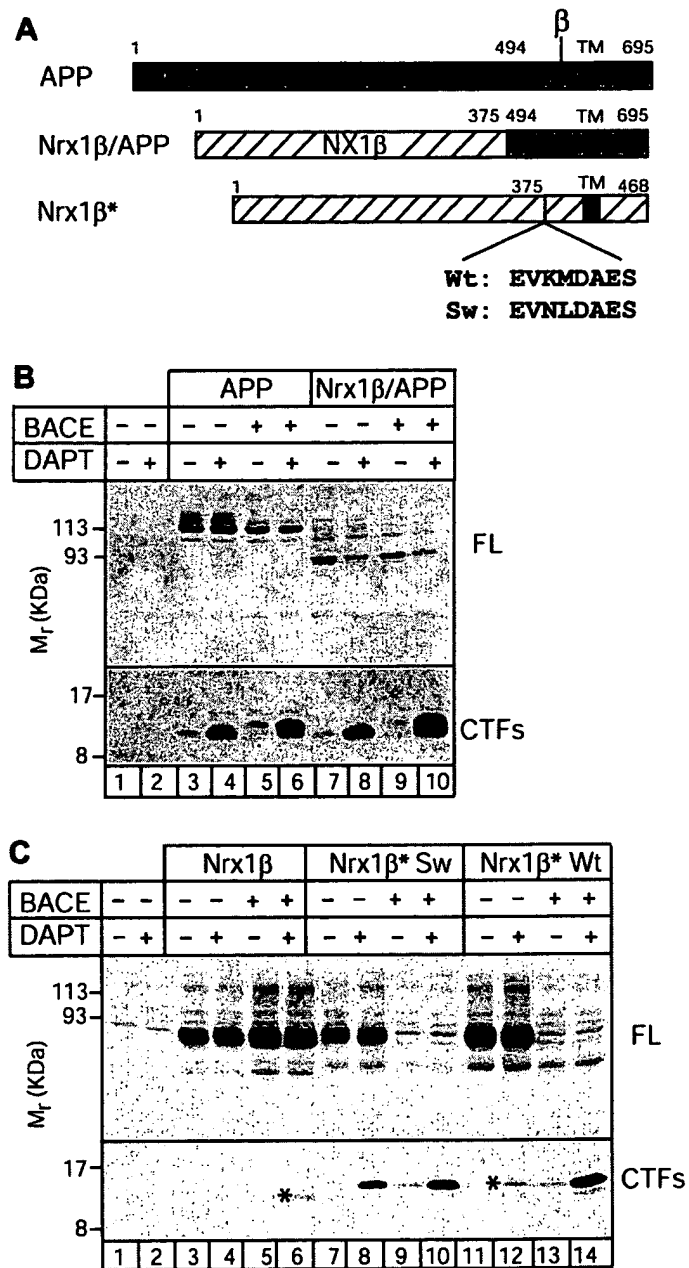 A
β
1 494 TM 695
APP
1 375 494 TM 695
Nrx1β/APP NX1β
1 375 TM 468
Nrx1β*
Wt: EVKMDAES
Sw: EVNLDAES
B
APP Nrx1β/APP
BACE - - - - + + - - + +
DAPT - + - + - + - + - +
113
93
FL
Mr (KDa)
17
CTFs
8
1 2 3 4 5 6 7 8 9 10
C
Nrx1β Nrx1β* Sw Nrx1β* Wt
BACE - - - - + + - - + + - - + +
DAPT - + - + - + - + - + - + - +
113
93
FL
Mr (KDa)
17
CTFs
* *
8
1 2 3 4 5 6 7 8 9 10 11 12 13 14